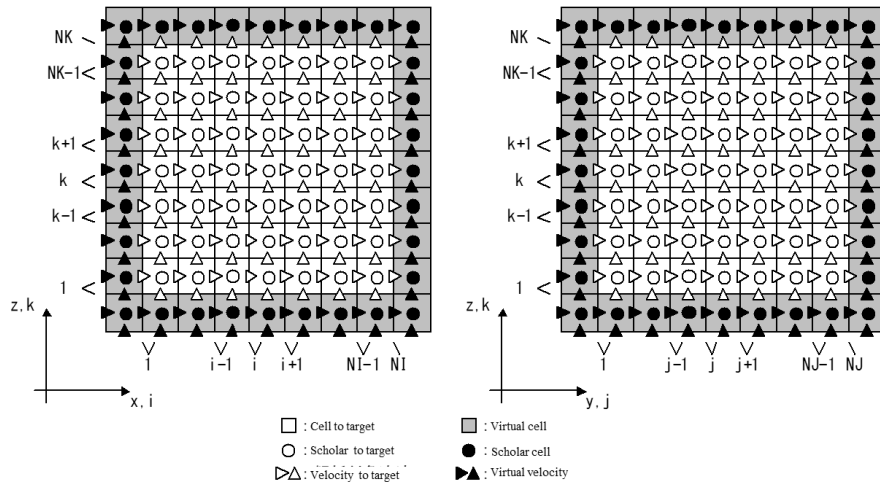 NK
NK-1
k+1
k
k-1
1
z,k
1
i-1
i
i+1
NI-1
NI
x,i
NK
NK-1
k+1
k
k-1
1
z,k
1
j-1
j
j+1
NJ-1
NJ
y,j
: Cell to target
: Virtual cell
: Scholar to target
: Scholar cell
: Velocity to target
: Virtual velocity